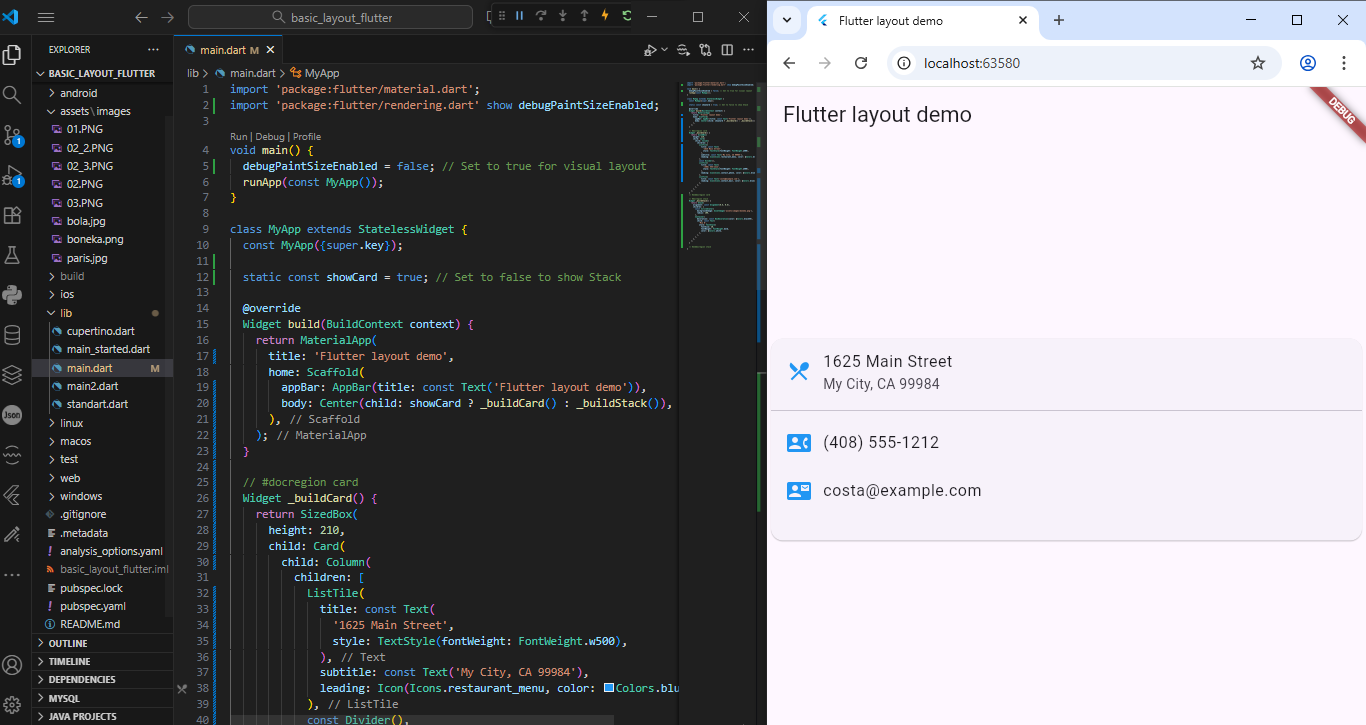 basic_layout_flutter
EXPLORER
BASIC_LAYOUT_FLUTTER
android
assets\images
01.PNG
02_2.PNG
02_3.PNG
02.PNG
03.PNG
bola.jpg
boneka.png
paris.jpg
build
ios
lib
cupertino.dart
main_started.dart
main.dart M
main2.dart
standart.dart
linux
macos
test
web
windows
.gitignore
.metadata
analysis_options.yaml
basic_layout_flutter.iml
pubspec.lock
pubspec.yaml
README.md
OUTLINE
TIMELINE
DEPENDENCIES
MYSQL
JAVA PROJECTS
1
1
Json
main.dart M
lib > main.dart > MyApp
1 import 'package:flutter/material.dart';
2 import 'package:flutter/rendering.dart' show debugPaintSizeEnabled;
3
Run | Debug | Profile
4 void main() {
5 debugPaintSizeEnabled = false; // Set to true for visual layout
6 runApp(const MyApp());
7 }
8
9 class MyApp extends StatelessWidget {
10 const MyApp({super.key});
11
12 static const showCard = true; // Set to false to show Stack
13
14 @override
15 Widget build(BuildContext context) {
16 return MaterialApp(
17 title: 'Flutter layout demo',
18 home: Scaffold(
19 appBar: AppBar(title: const Text('Flutter layout demo')),
20 body: Center(child: showCard ? _buildCard() : _buildStack()),
21 ), // Scaffold
22 ); // MaterialApp
23 }
24
25 // #docregion card
26 Widget _buildCard() {
27 return SizedBox(
28 height: 210,
29 child: Card(
30 child: Column(
31 children: [
32 ListTile(
33 title: const Text(
34 '1625 Main Street',
35 style: TextStyle(fontWeight: FontWeight.w500),
36 ), // Text
37 subtitle: const Text('My City, CA 99984'),
38 leading: Icon(Icons.restaurant_menu, color: Colors.blu
39 ), // ListTile
40 const Divider(),
Flutter layout demo
localhost:63580
Flutter layout demo
DEBUG
1625 Main Street
My City, CA 99984
(408) 555-1212
costa@example.com